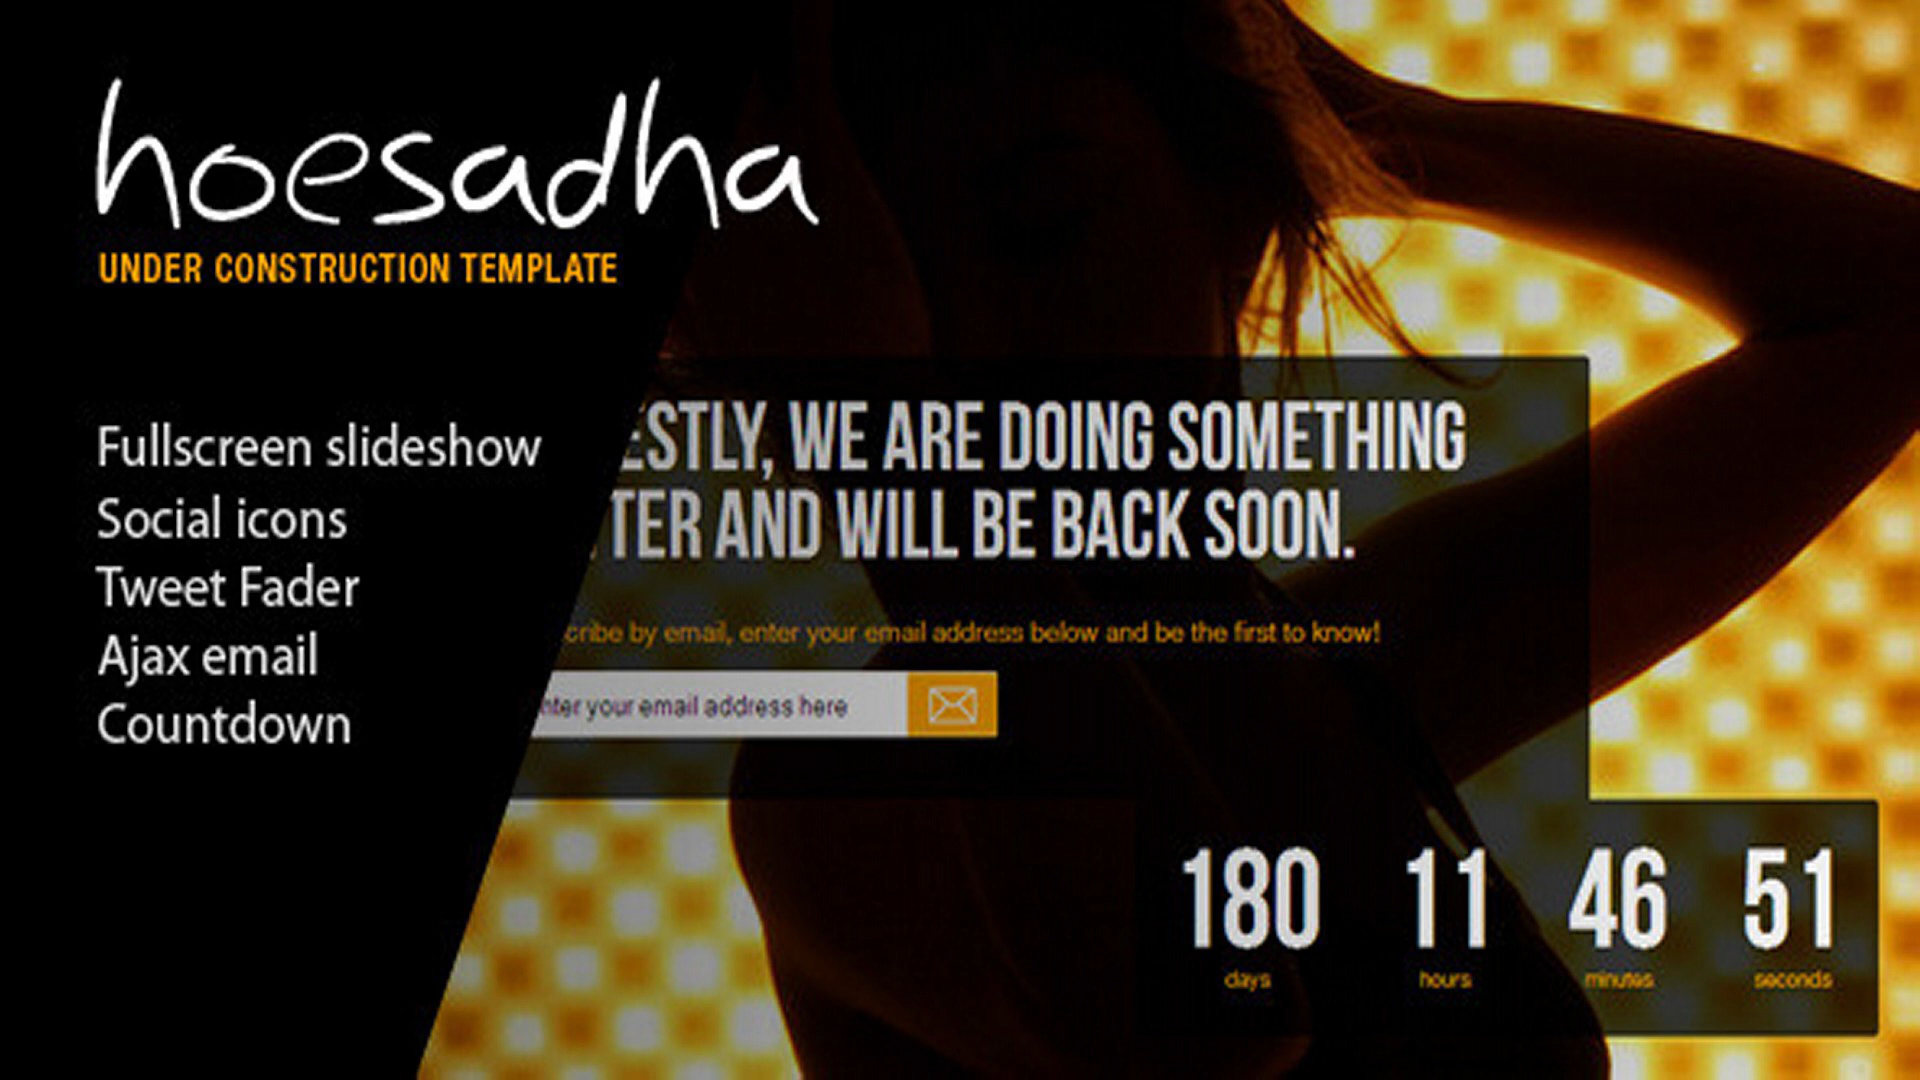 hoesadha
UNDER CONSTRUCTION TEMPLATE
Fullscreen slideshow
Social icons
Tweet Fader
Ajax email
Countdown
ESTLY, WE ARE DOING SOMETHING
TER AND WILL BE BACK SOON.
cribe by email, enter your email address below and be the first to know!
nter your email address here
180 11 46 51
days hours minutes seconds